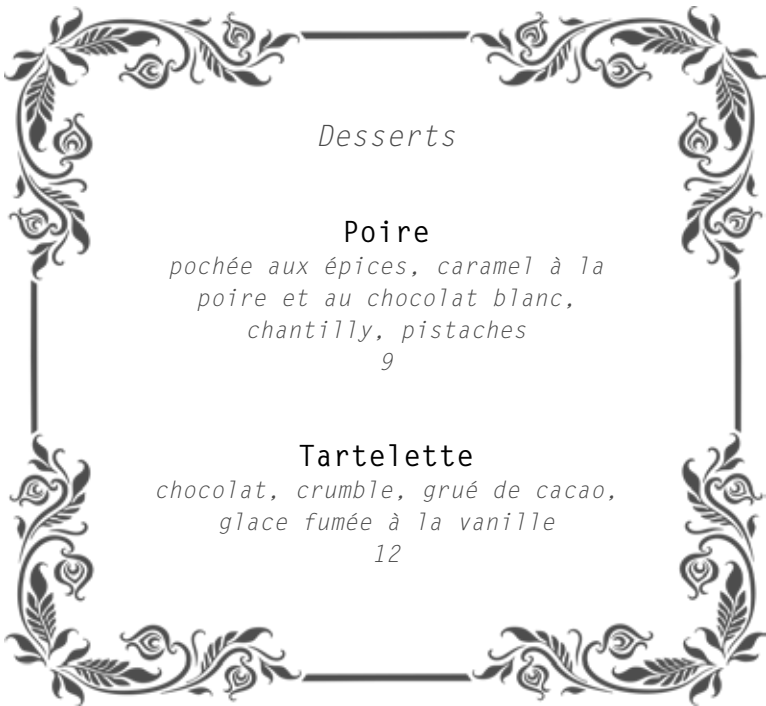 Desserts
Poire
pochée aux épices, caramel à la
poire et au chocolat blanc,
chantilly, pistaches
9
Tartelette
chocolat, crumble, grué de cacao,
glace fumée à la vanille
12